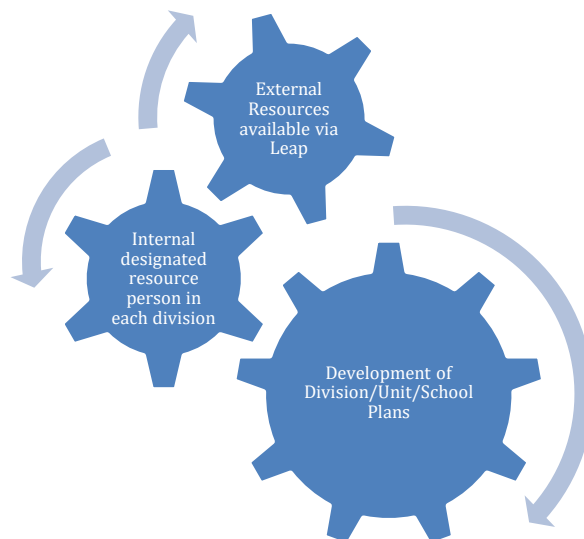 External
Resources
available via
Leap
Internal
designated
resource
person in
each division
Development of
Division/Unit/School
Plans